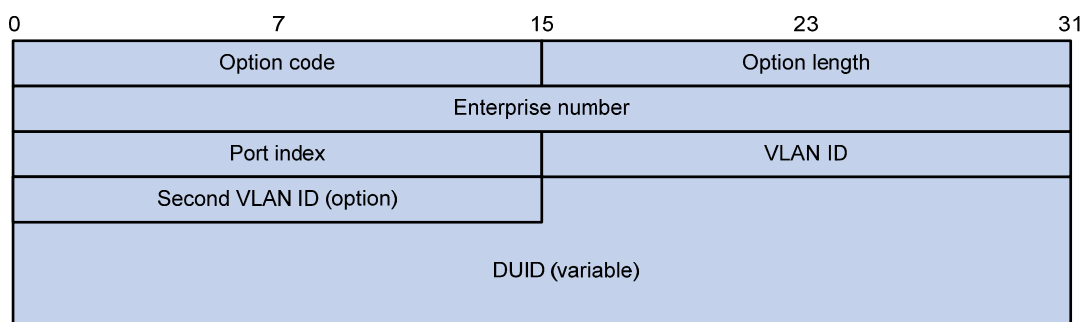 0 7 15 23 31
Option code Option length
Enterprise number
Port index VLAN ID
Second VLAN ID (option)
DUID (variable)